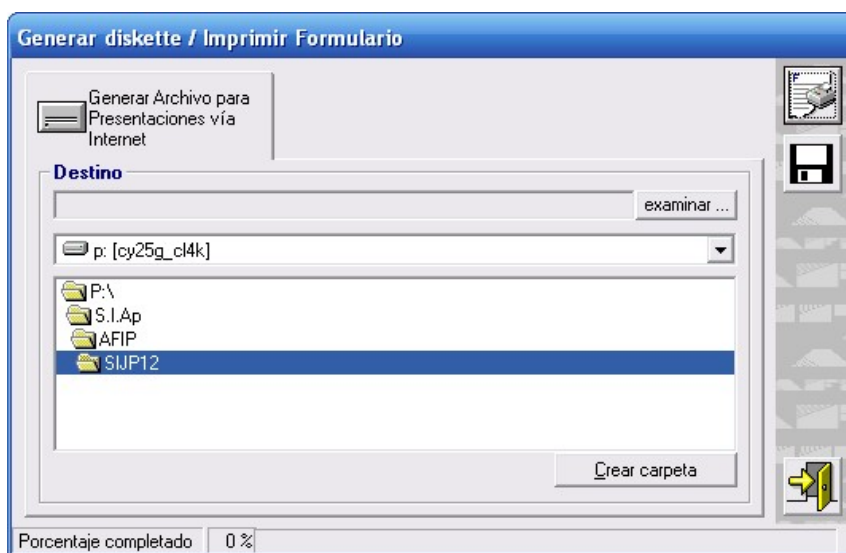 Generar diskette / Imprimir Formulario
Generar Archivo para
Presentaciones vía
Internet
Destino
examinar ...
p: [cy25g_cl4k]
P:\
S.I.Ap
AFIP
SIJP12
Crear carpeta
Porcentaje completado 0 %